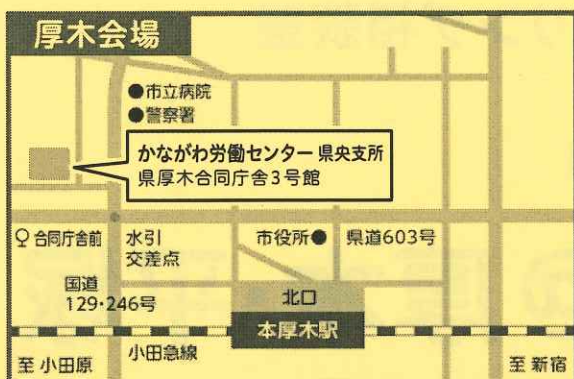 厚木会場
●市立病院
●警察署
かながわ労働センター 県央支所
県厚木合同庁舎3号館
合同庁舎前
水引
交差点
市役所●
県道603号
国道
129・246号
北口
本厚木駅
小田急線
至 小田原
至 新宿